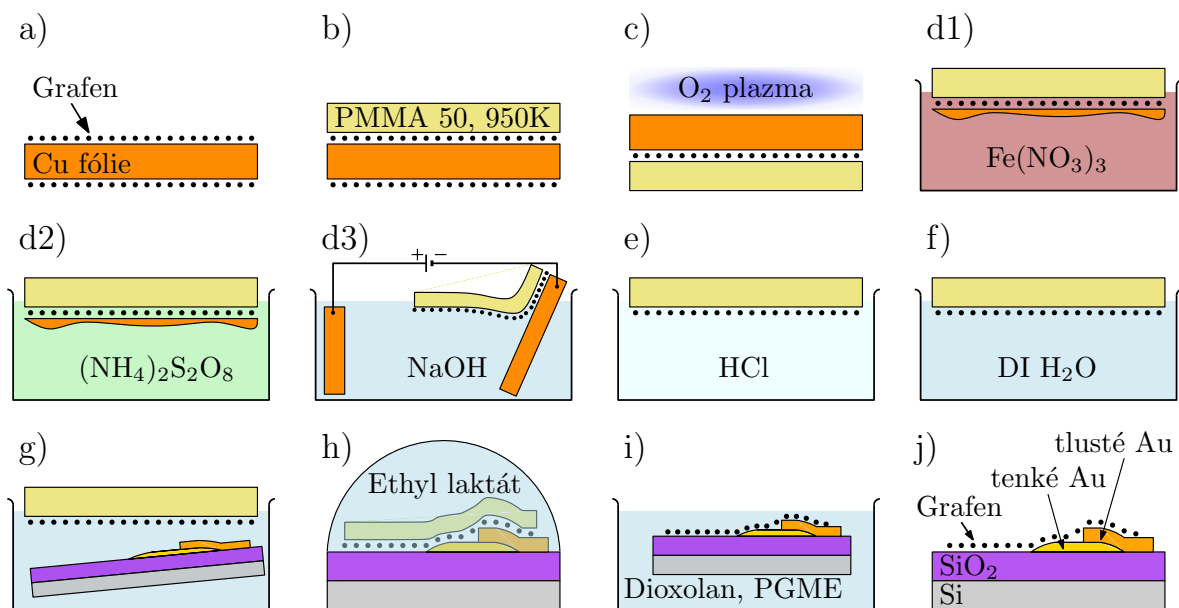 a)
b)
c)
d1)
Grafen
Cu fólie
PMMA 50, 950K
O₂ plazma
Fe(NO₃)₃
d2)
d3)
e)
f)
+ −
(NH₄)₂S₂O₈
NaOH
HCl
DI H₂O
g)
h)
i)
j)
Ethyl laktát
Dioxolan, PGME
tlusté Au
tenké Au
Grafen
SiO₂
Si